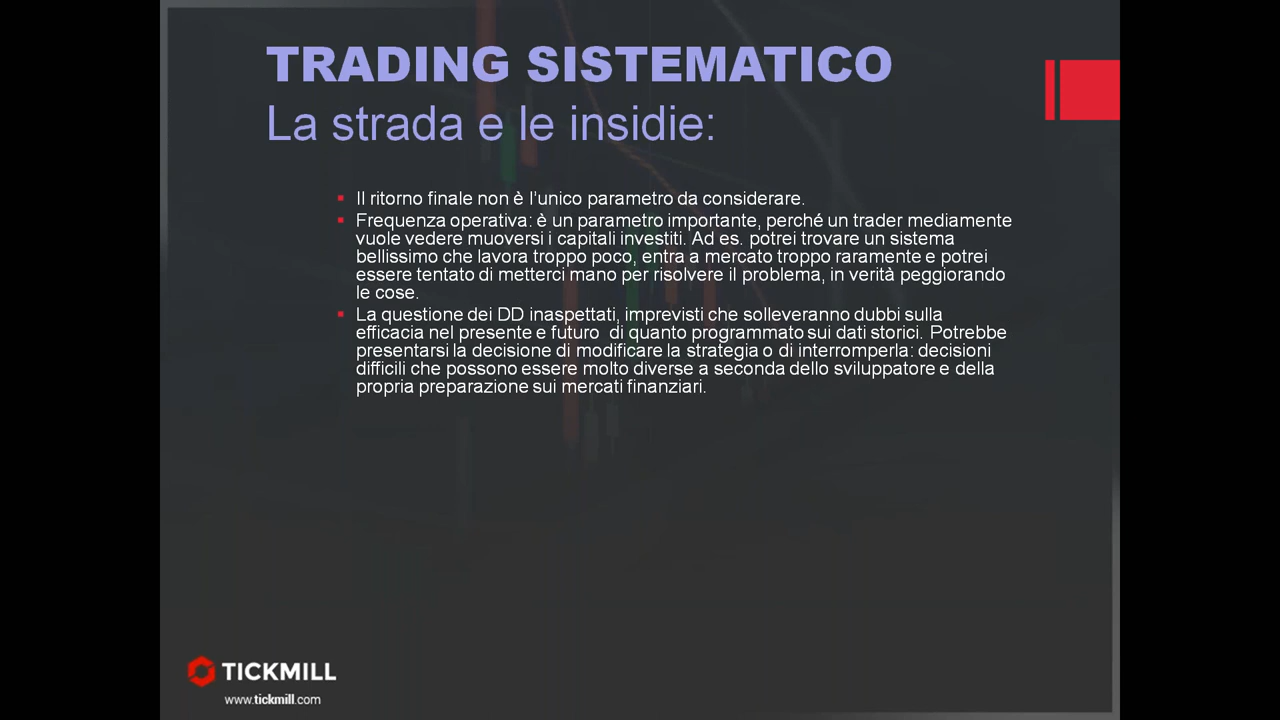 TRADING SISTEMATICO
La strada e le insidie:
Il ritorno finale non è l'unico parametro da considerare.
Frequenza operativa: è un parametro importante, perché un trader mediamente
vuole vedere muoversi i capitali investiti. Ad es. potrei trovare un sistema
bellissimo che lavora troppo poco, entra a mercato troppo raramente e potrei
essere tentato di metterci mano per risolvere il problema, in verità peggiorando
le cose.
La questione dei DD inaspettati, imprevisti che solleveranno dubbi sulla
efficacia nel presente e futuro di quanto programmato sui dati storici. Potrebbe
presentarsi la decisione di modificare la strategia o di interromperla: decisioni
difficili che possono essere molto diverse a seconda dello sviluppatore e della
propria preparazione sui mercati finanziari.
TICKMILL
www.tickmill.com